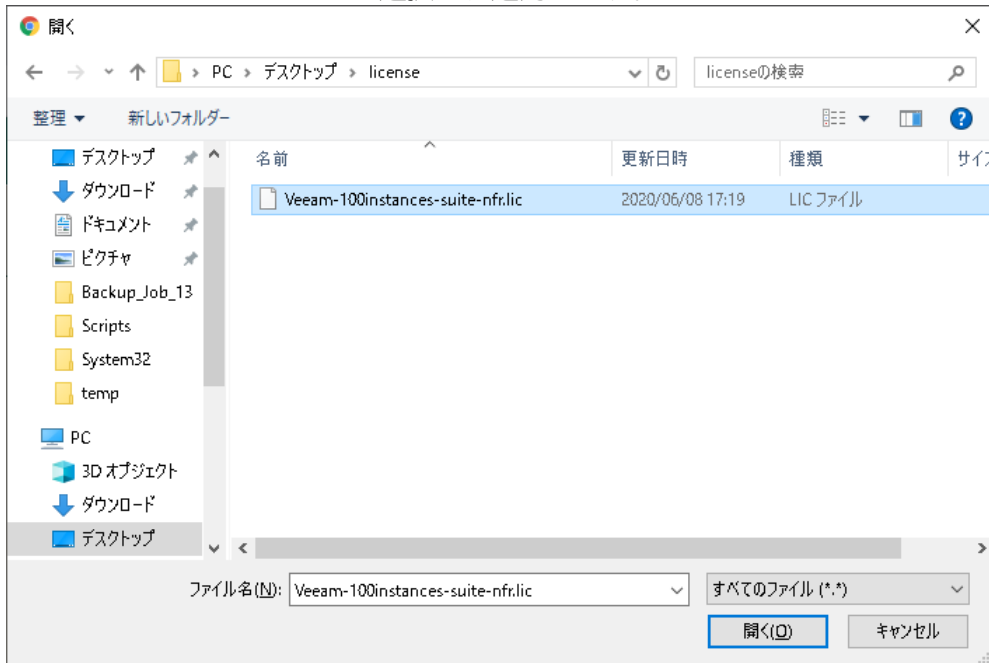 開く
PC › デスクトップ › license
licenseの検索
整理 新しいフォルダー
名前 更新日時 種類 サイズ
Veeam-100instances-suite-nfr.lic 2020/06/08 17:19 LIC ファイル
デスクトップ
ダウンロード
ドキュメント
ピクチャ
Backup_Job_13
Scripts
System32
temp
PC
3D オブジェクト
ダウンロード
デスクトップ
ファイル名(N): Veeam-100instances-suite-nfr.lic すべてのファイル (*.*)
開く(O) キャンセル